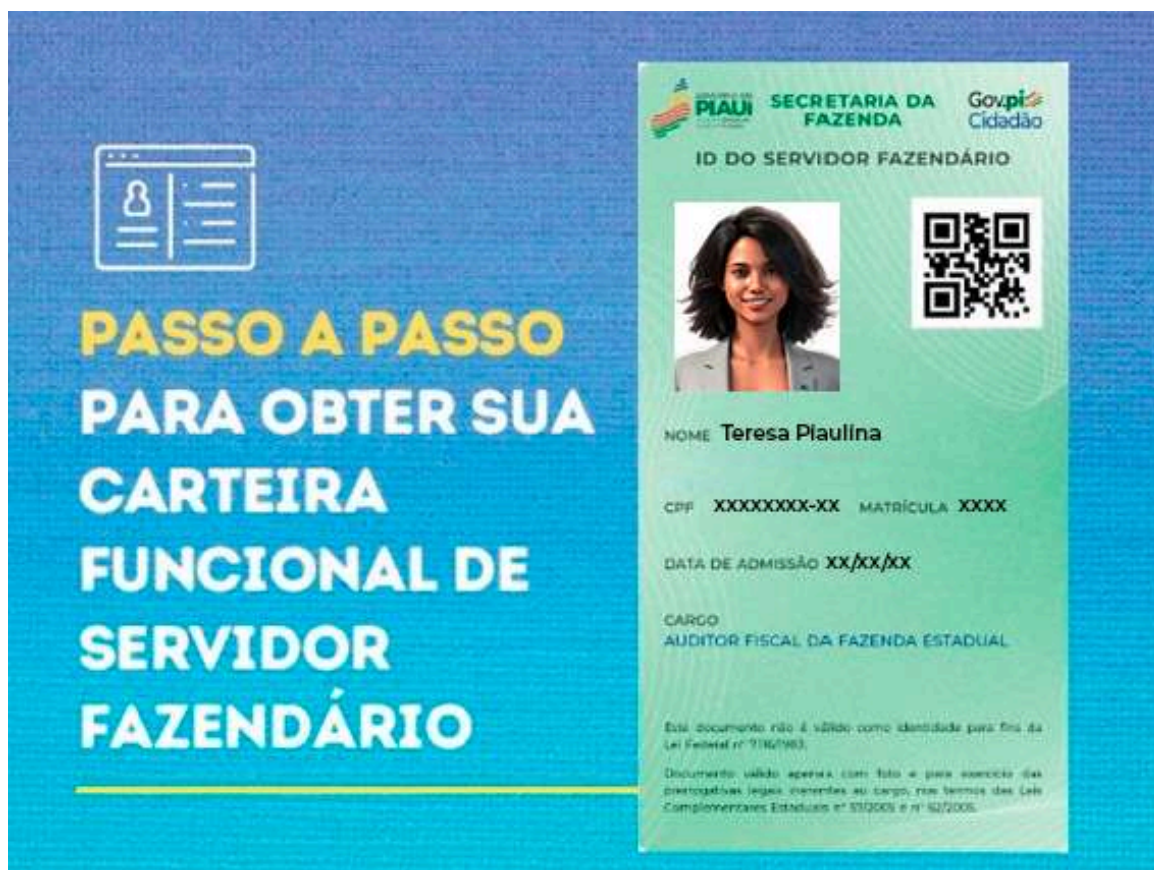 PASSO A PASSO
PARA OBTER SUA
CARTEIRA
FUNCIONAL DE
SERVIDOR
FAZENDÁRIO
PIAUÍ
SECRETARIA DA
FAZENDA
Gov.pi
Cidadão
ID DO SERVIDOR FAZENDÁRIO
NOME Teresa Piaulina
CPF XXXXXXXX-XX MATRÍCULA XXXX
DATA DE ADMISSÃO XX/XX/XX
CARGO
AUDITOR FISCAL DA FAZENDA ESTADUAL
Este documento não é válido como identidade para fins da
Lei Federal nº 7116/1983.
Documento válido apenas com foto e para exercício das
prerrogativas legais inerentes ao cargo, nos termos das Leis
Complementares Estaduais nº e nº 62/2005.